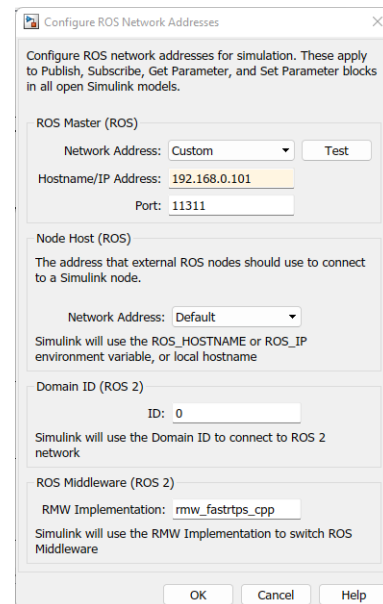 Configure ROS Network Addresses
Configure ROS network addresses for simulation. These apply
to Publish, Subscribe, Get Parameter, and Set Parameter blocks
in all open Simulink models.
ROS Master (ROS)
Network Address: Custom Test
Hostname/IP Address: 192.168.0.101
Port: 11311
Node Host (ROS)
The address that external ROS nodes should use to connect
to a Simulink node.
Network Address: Default
Simulink will use the ROS_HOSTNAME or ROS_IP
environment variable, or local hostname
Domain ID (ROS 2)
ID: 0
Simulink will use the Domain ID to connect to ROS 2
network
ROS Middleware (ROS 2)
RMW Implementation: rmw_fastrtps_cpp
Simulink will use the RMW Implementation to switch ROS
Middleware
OK Cancel Help